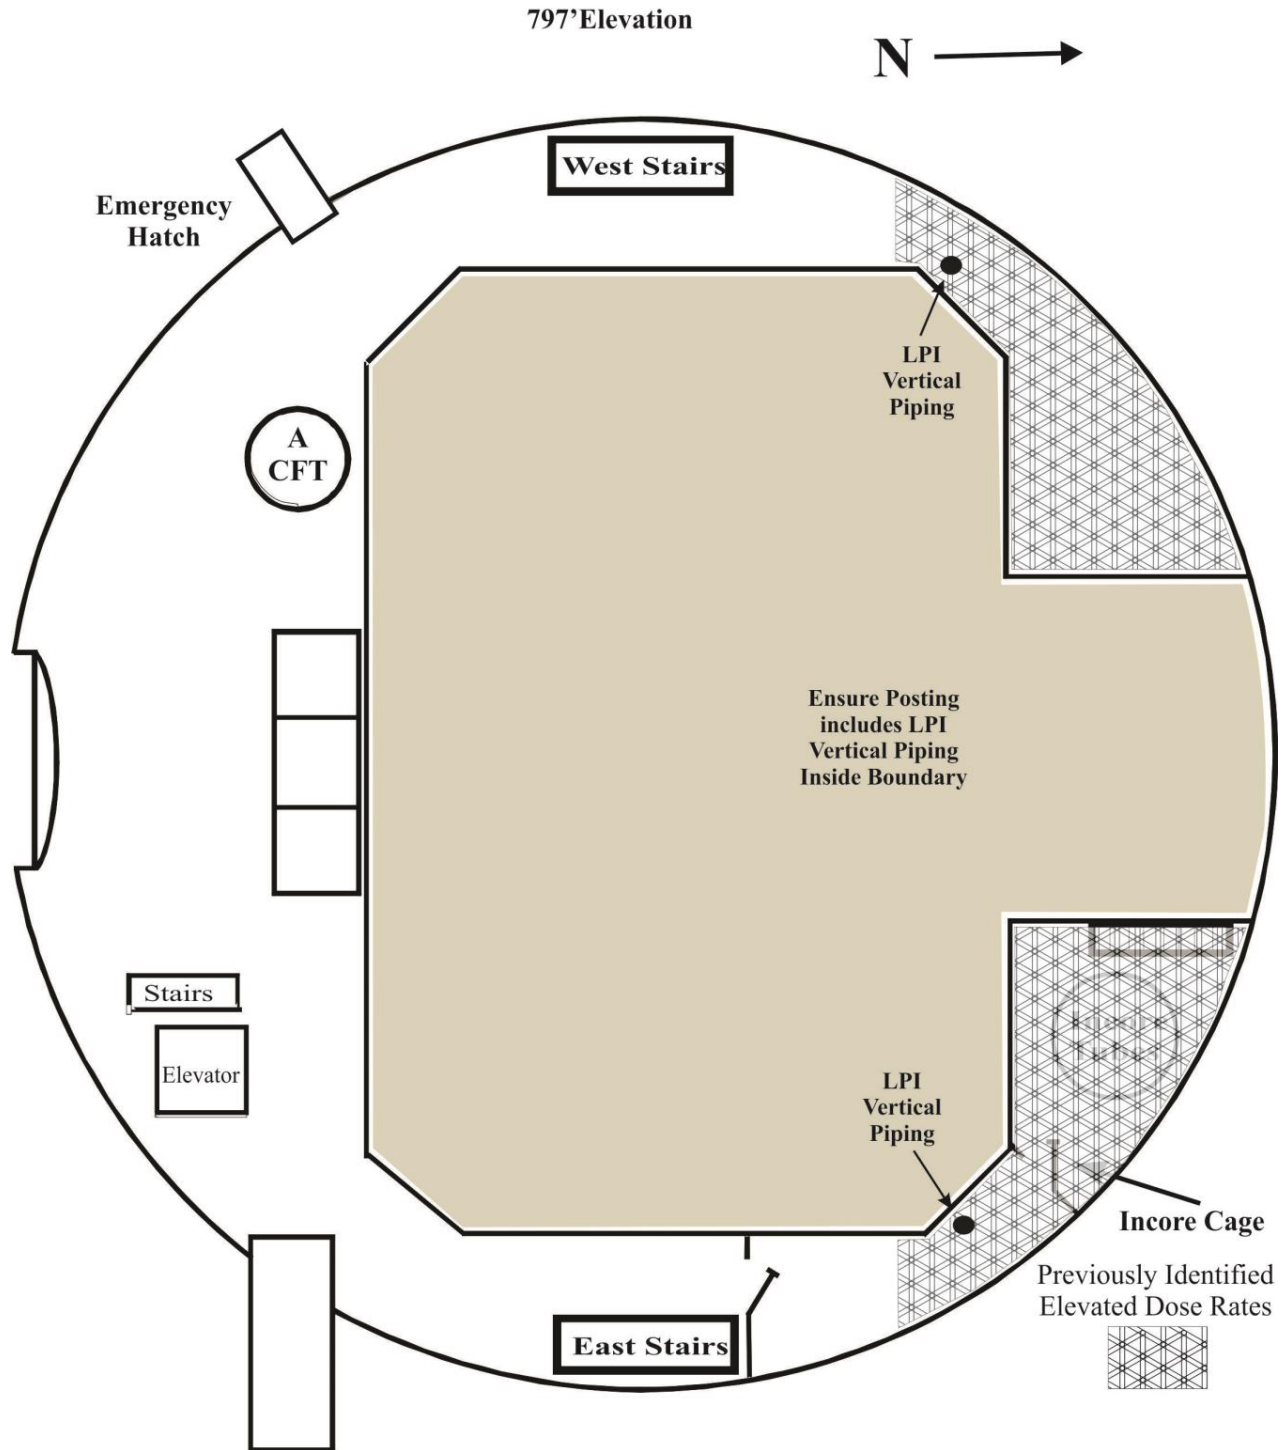 797’Elevation
N
West Stairs
Emergency
Hatch
LPI
Vertical
Piping
A
CFT
Ensure Posting
includes LPI
Vertical Piping
Inside Boundary
Stairs
Elevator
LPI
Vertical
Piping
Incore Cage
Previously Identified
Elevated Dose Rates
East Stairs